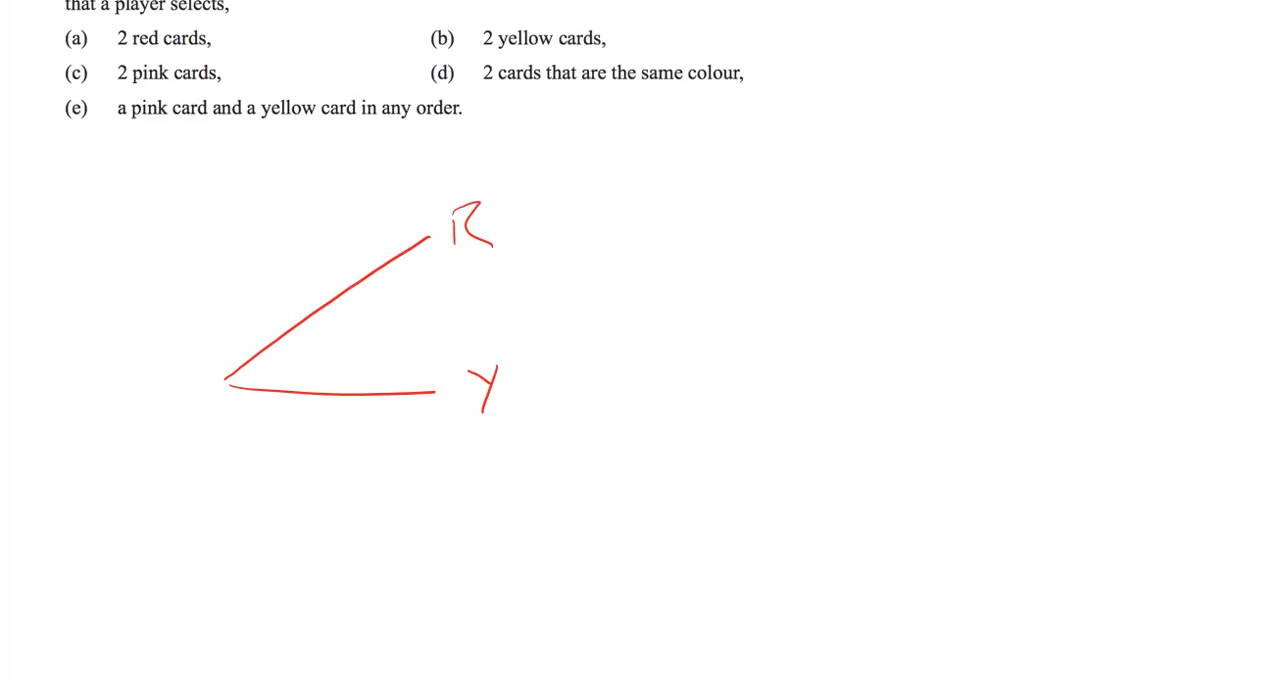 that a player selects,
(a) 2 red cards, (b) 2 yellow cards,
(c) 2 pink cards, (d) 2 cards that are the same colour,
(e) a pink card and a yellow card in any order.
R
Y